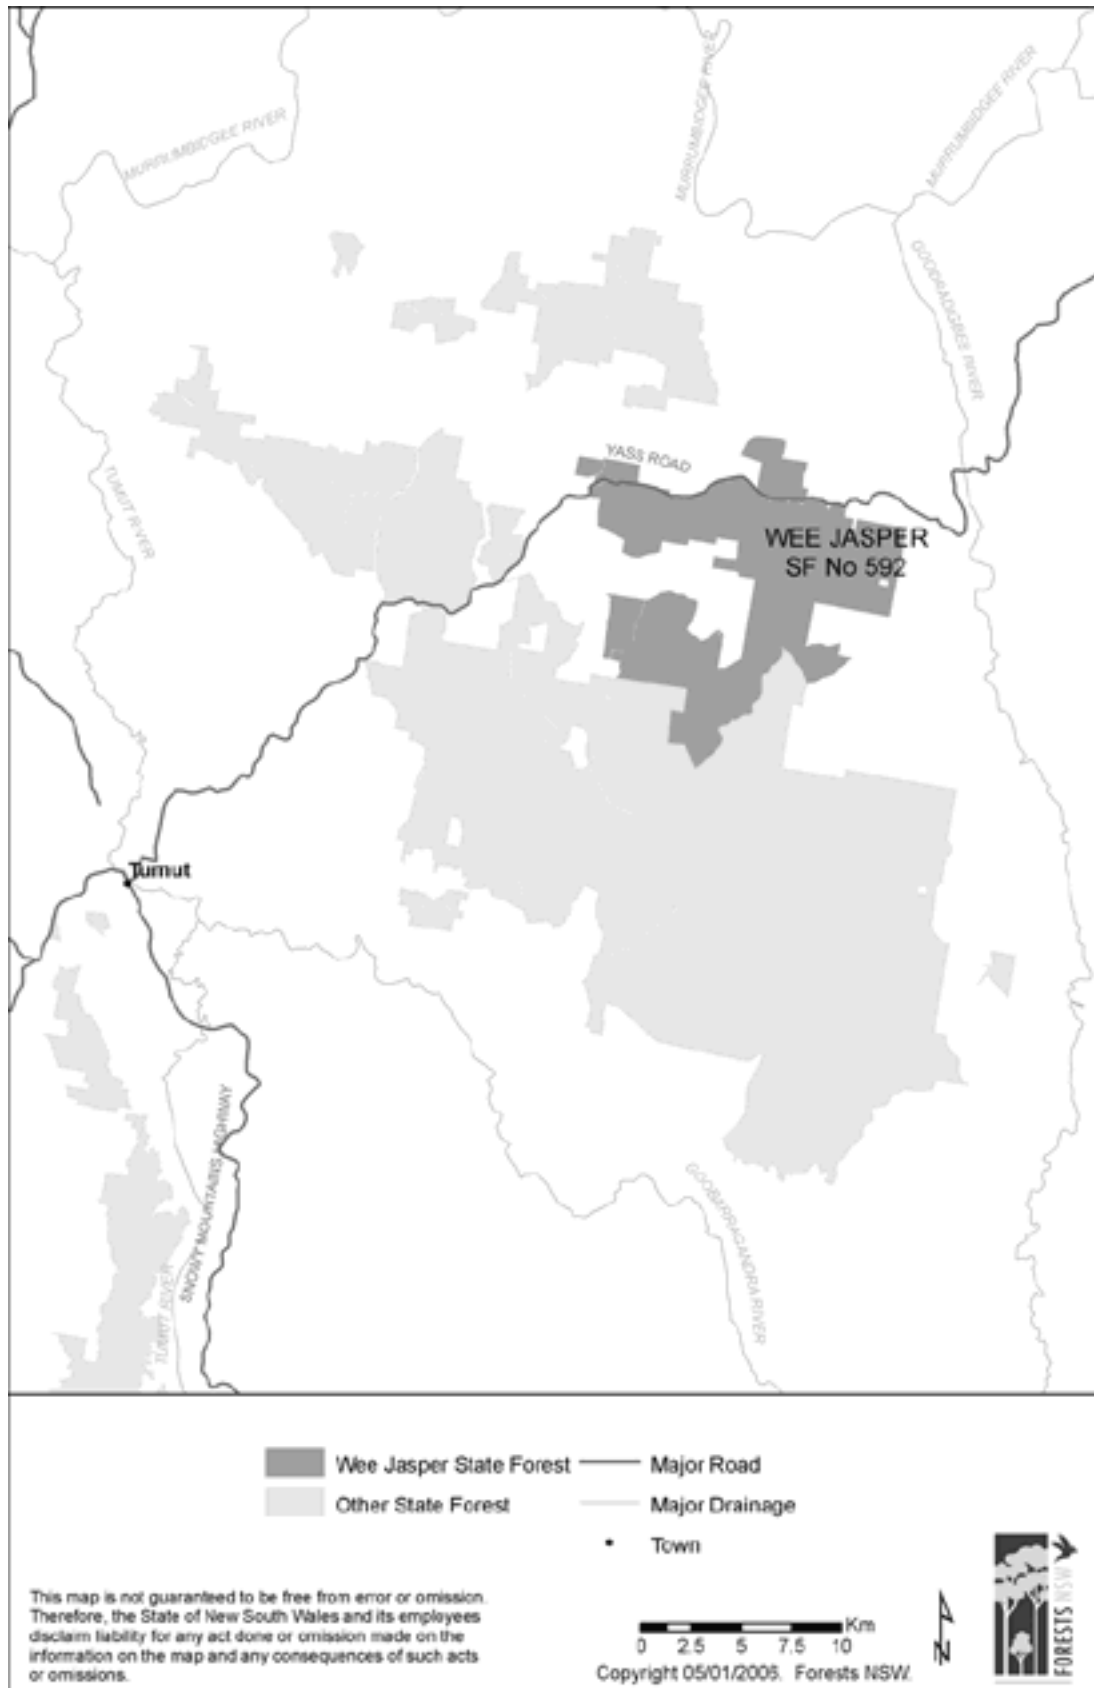 MURRUMBIDGEE RIVER
MURRUMBIDGEE RIVER
MURRUMBIDGEE RIVER
GOODRADIGBEE RIVER
YASS ROAD
TUMUT RIVER
WEE JASPER
SF No 592
Tumut
SNOWY MOUNTAINS HIGHWAY
TUMUT RIVER
GOOBARRAGANDRA RIVER
Wee Jasper State Forest
Major Road
Other State Forest
Major Drainage
Town
This map is not guaranteed to be free from error or omission.
Therefore, the State of New South Wales and its employees
disclaim liability for any act done or omission made on the
information on the map and any consequences of such acts
or omissions.
Km
0 2.5 5 7.5 10
Copyright 05/01/2006. Forests NSW.
N
FORESTS NSW